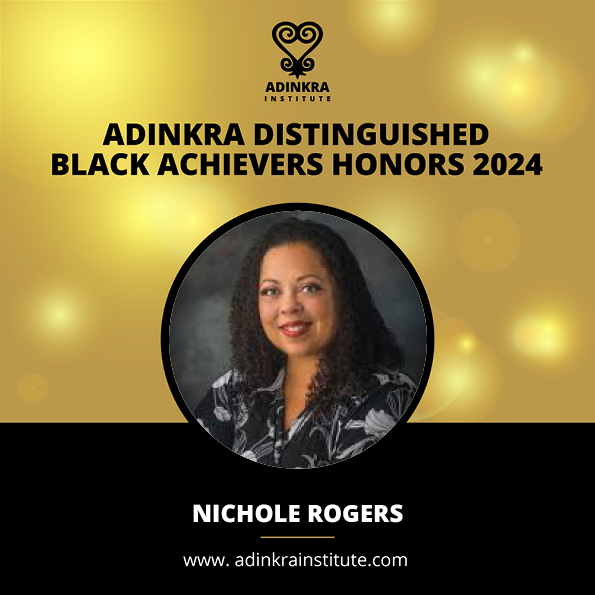 ADINKRA
INSTITUTE
ADINKRA DISTINGUISHED
BLACK ACHIEVERS HONORS 2024
NICHOLE ROGERS
www. adinkrainstitute.com